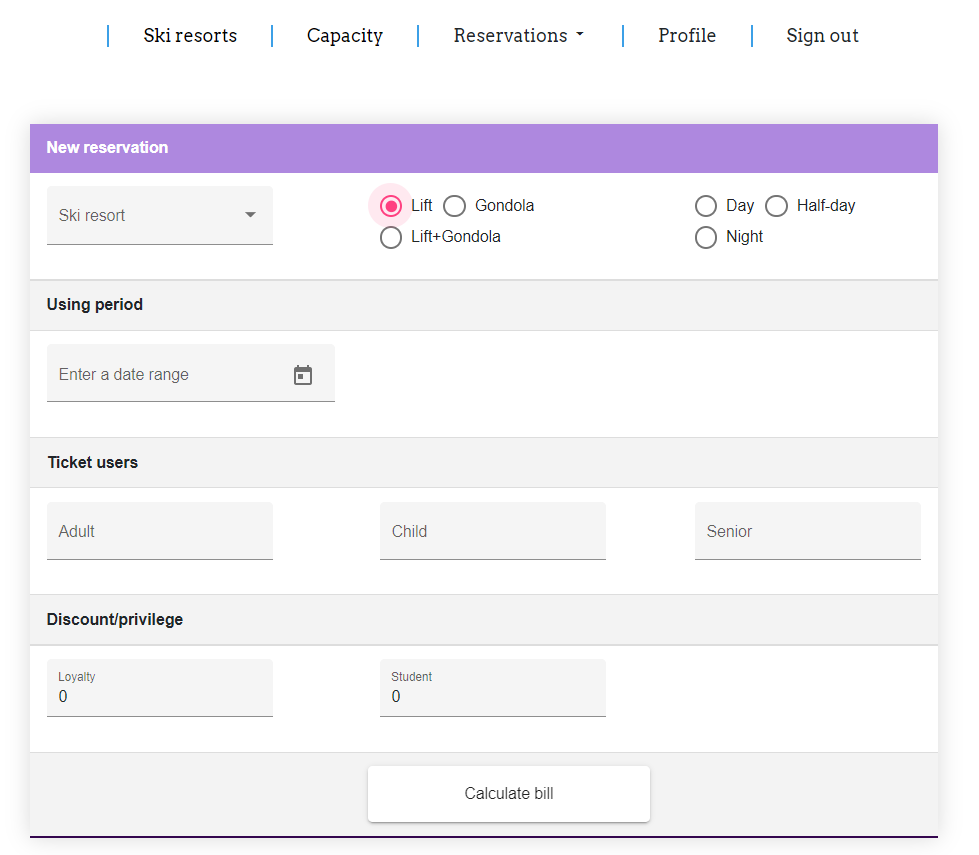 Ski resorts Capacity Reservations Profile Sign out
New reservation
Ski resort
Lift Gondola
Lift+Gondola
Day Half-day
Night
Using period
Enter a date range
Ticket users
Adult Child Senior
Discount/privilege
Loyalty Student
0 0
Calculate bill